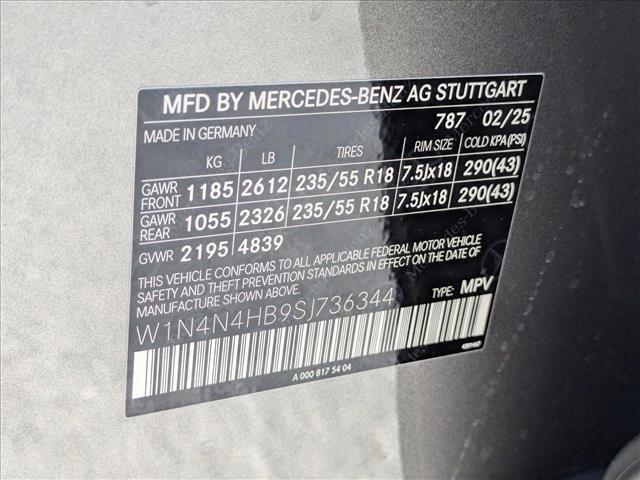 MFD BY MERCEDES-BENZ AG STUTTGART
MADE IN GERMANY 787 02/25
KG LB TIRES RIM SIZE COLD KPA(PSI)
GAWR FRONT 1185 2612 235/55 R18 7.5Jx18 290(43)
GAWR REAR 1055 2326 235/55 R18 7.5Jx18 290(43)
GVWR 2195 4839
THIS VEHICLE CONFORMS TO ALL APPLICABLE FEDERAL MOTOR VEHICLE
SAFETY AND THEFT PREVENTION STANDARDS IN EFFECT ON THE DATE OF
MANUFACTURE SHOWN ABOVE.
W1N4N4HB9SJ736344 TYPE: MPV
A 000 817 54 04